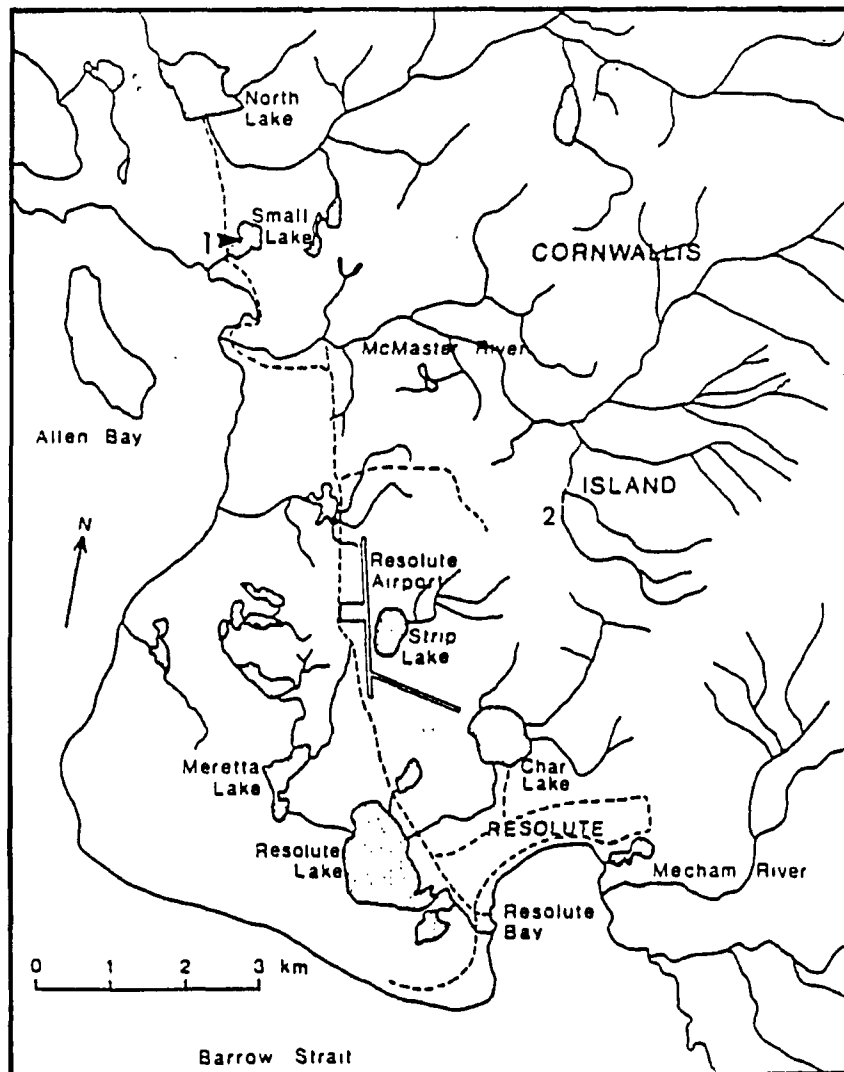 North
Lake
Small
Lake
1
CORNWALLIS
McMaster River
Allen Bay
ISLAND
2
N
Resolute
Airport
Strip
Lake
Meretta
Lake
Char
Lake
RESOLUTE
Resolute
Lake
Mecham River
Resolute
Bay
0 1 2 3 km
Barrow Strait